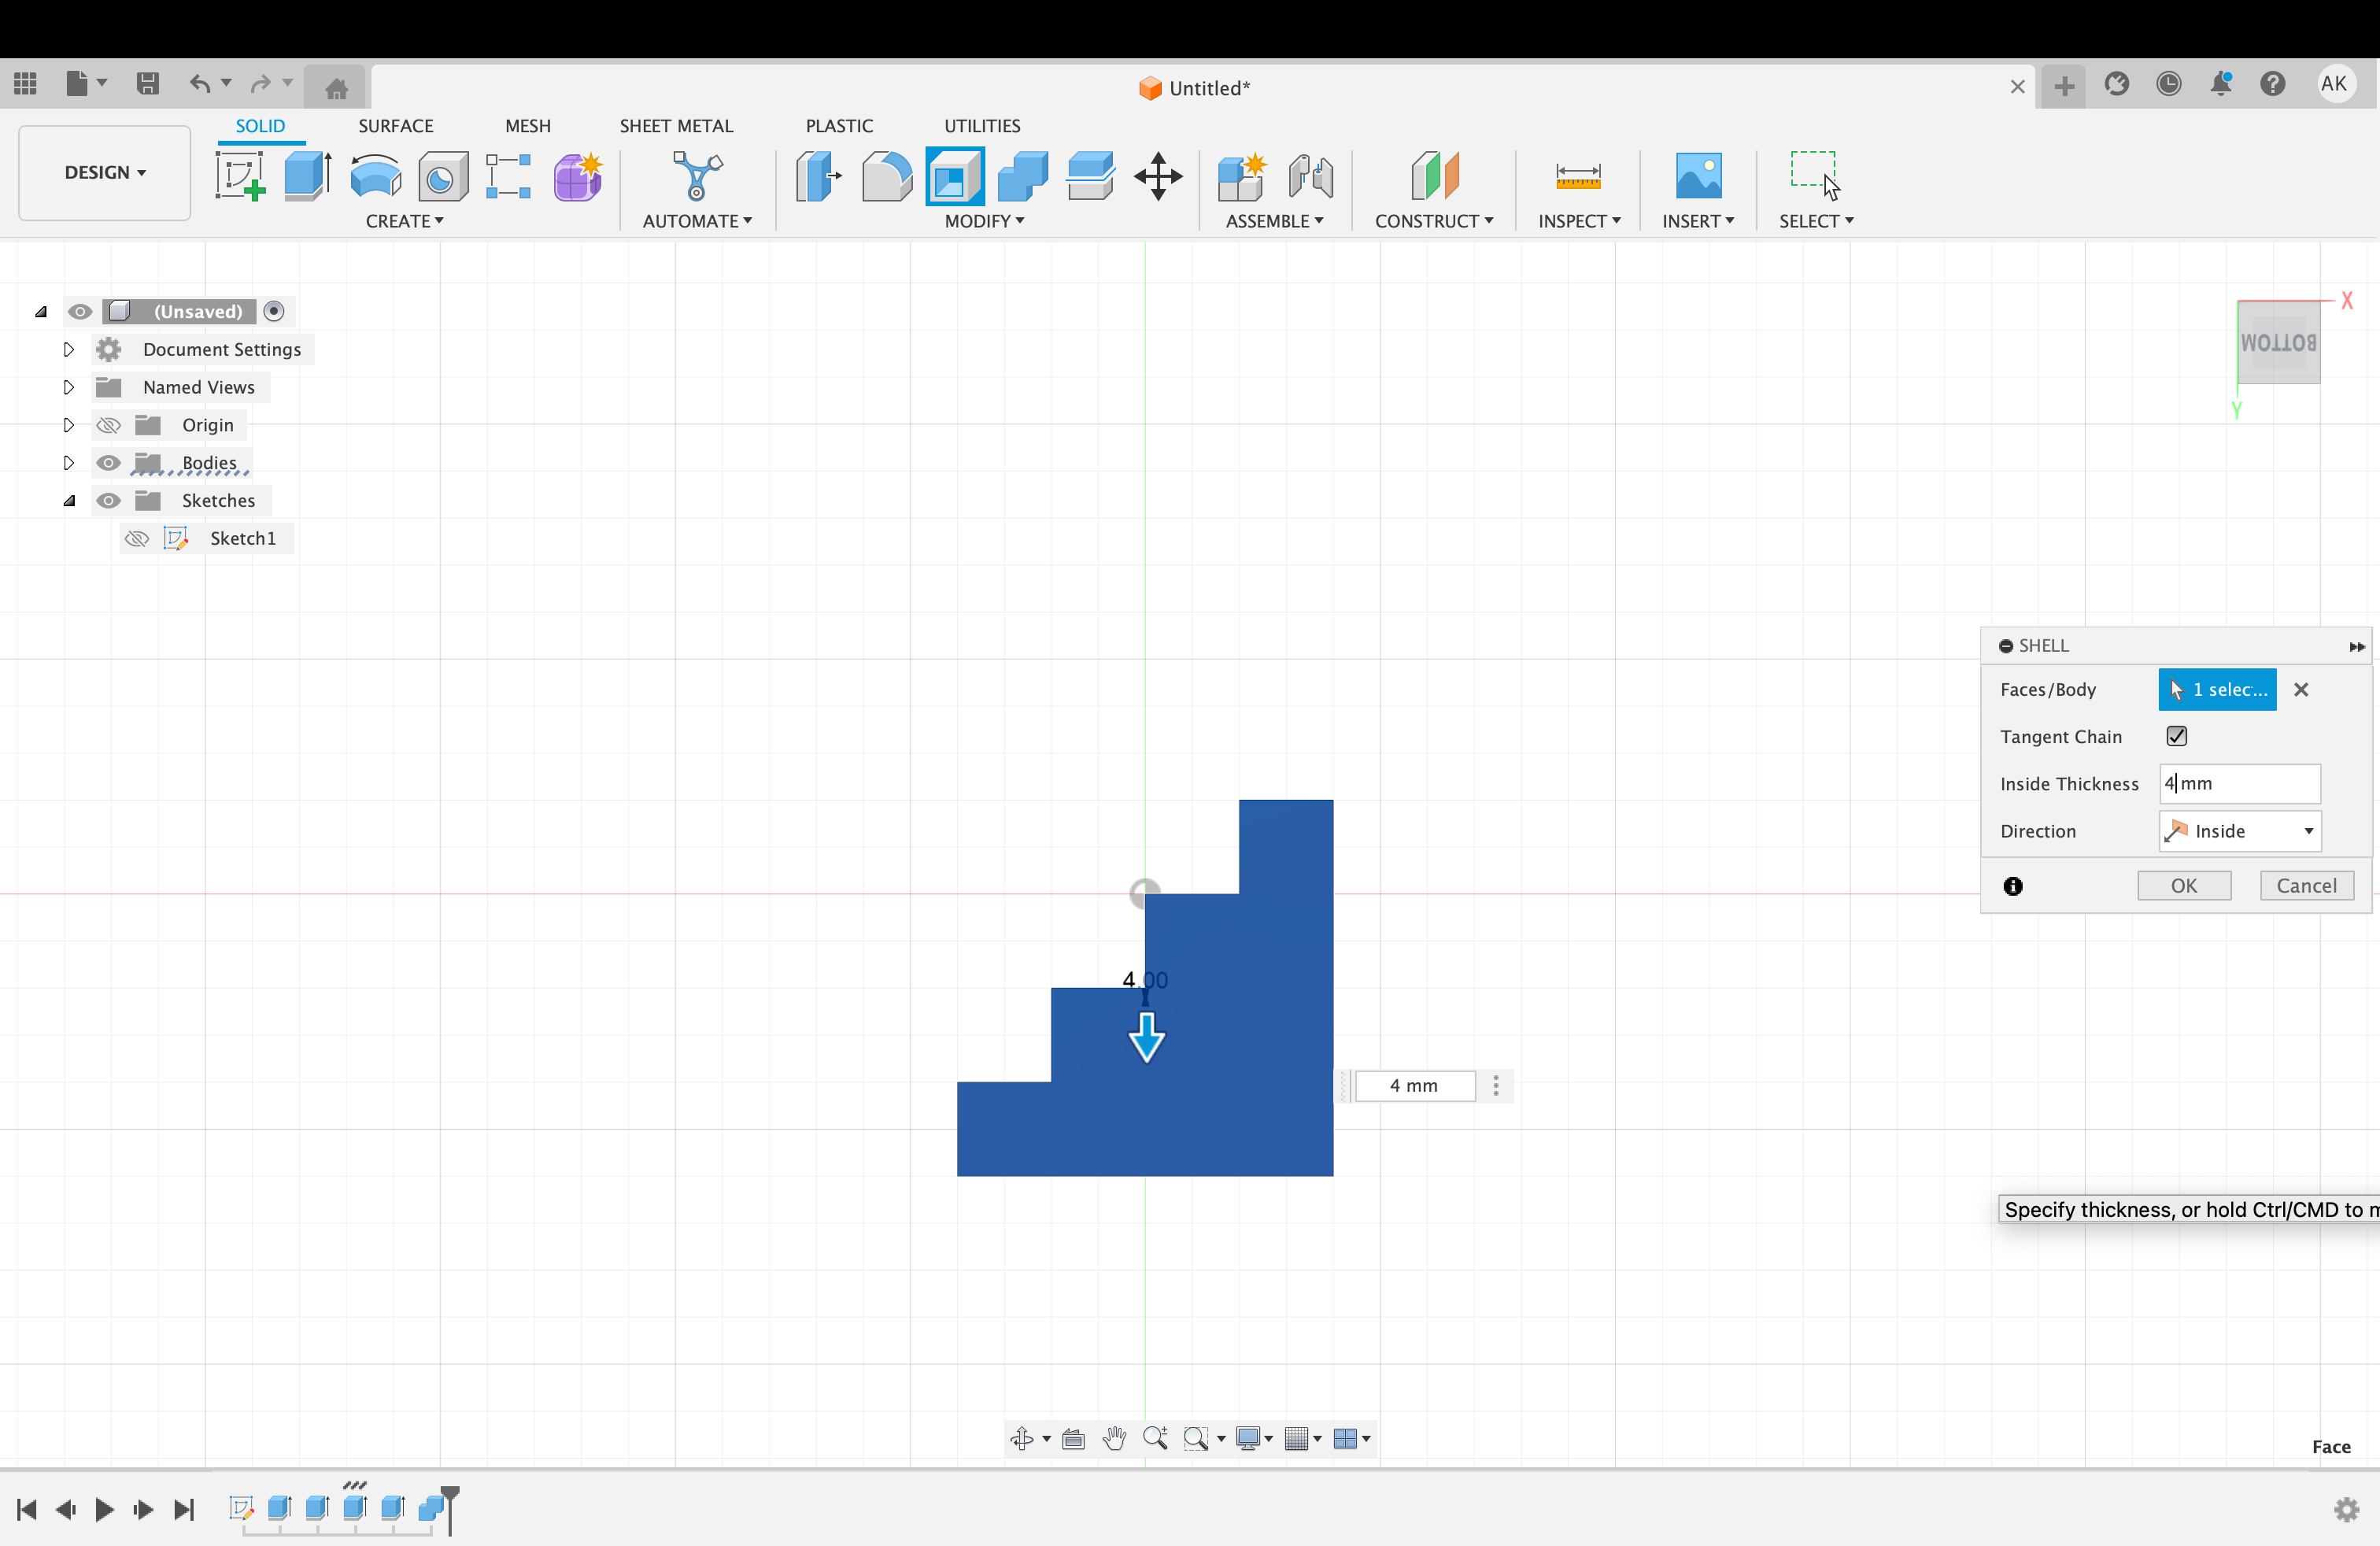 Untitled*
AK
DESIGN
SOLID SURFACE MESH SHEET METAL PLASTIC UTILITIES
CREATE AUTOMATE MODIFY ASSEMBLE CONSTRUCT INSPECT INSERT SELECT
(Unsaved)
Document Settings
Named Views
Origin
Bodies
Sketches
Sketch1
X
BOTTOM
Y
SHELL
Faces/Body 1 selec...
Tangent Chain
Inside Thickness 4 mm
Direction Inside
OK Cancel
4.00
4 mm
Specify thickness, or hold Ctrl/CMD to m
Face